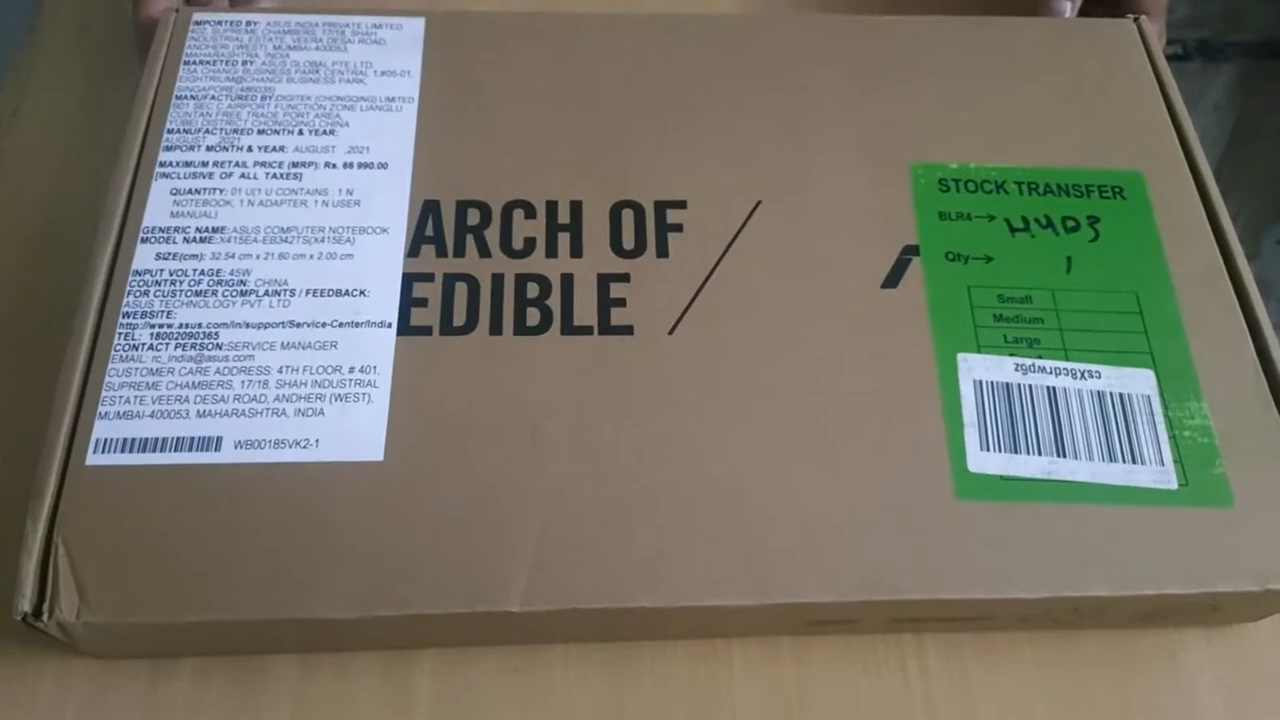 IMPORTED BY: ASUS INDIA PRIVATE LIMITED
402, SUPREME CHAMBERS, 17/18, SHAH
INDUSTRIAL ESTATE, VEERA DESAI ROAD,
ANDHERI (WEST), MUMBAI-400053,
MAHARASHTRA, INDIA
MARKETED BY: ASUS GLOBAL PTE.LTD.
15A CHANGI BUSINESS PARK CENTRAL 1,#05-01,
EIGHTRIUM@CHANGI BUSINESS PARK,
SINGAPORE(486035)
MANUFACTURED BY:DIGITEK (CHONGQING) LIMITED
601 SEC C AIRPORT FUNCTION ZONE LIANGLU
CUNTAN FREE TRADE PORT AREA,
YUBEI DISTRICT CHONGQING CHINA
MANUFACTURED MONTH & YEAR:
AUGUST ,2021
IMPORT MONTH & YEAR: AUGUST ,2021
MAXIMUM RETAIL PRICE (MRP): Rs. 66 990.00
[INCLUSIVE OF ALL TAXES]
QUANTITY: 01 U(1 U CONTAINS : 1 N
NOTEBOOK, 1 N ADAPTER, 1 N USER
MANUAL)
GENERIC NAME:ASUS COMPUTER NOTEBOOK
MODEL NAME:X415EA-EB342TS(X415EA)
SIZE(cm): 32.54 cm x 21.60 cm x 2.00 cm
INPUT VOLTAGE: 45W
COUNTRY OF ORIGIN: CHINA
FOR CUSTOMER COMPLAINTS / FEEDBACK:
ASUS TECHNOLOGY PVT. LTD
WEBSITE:
http://www.asus.com/in/support/Service-Center/India
TEL: 18002090365
CONTACT PERSON:SERVICE MANAGER
EMAIL: rc_india@asus.com
CUSTOMER CARE ADDRESS: 4TH FLOOR, # 401,
SUPREME CHAMBERS, 17/18, SHAH INDUSTRIAL
ESTATE,VEERA DESAI ROAD, ANDHERI (WEST),
MUMBAI-400053, MAHARASHTRA, INDIA
WB00185VK2-1
ARCH OF
EDIBLE /
STOCK TRANSFER
BLR4→
Qty→ 1
Small
Medium
Large
csX8cdrwp6z